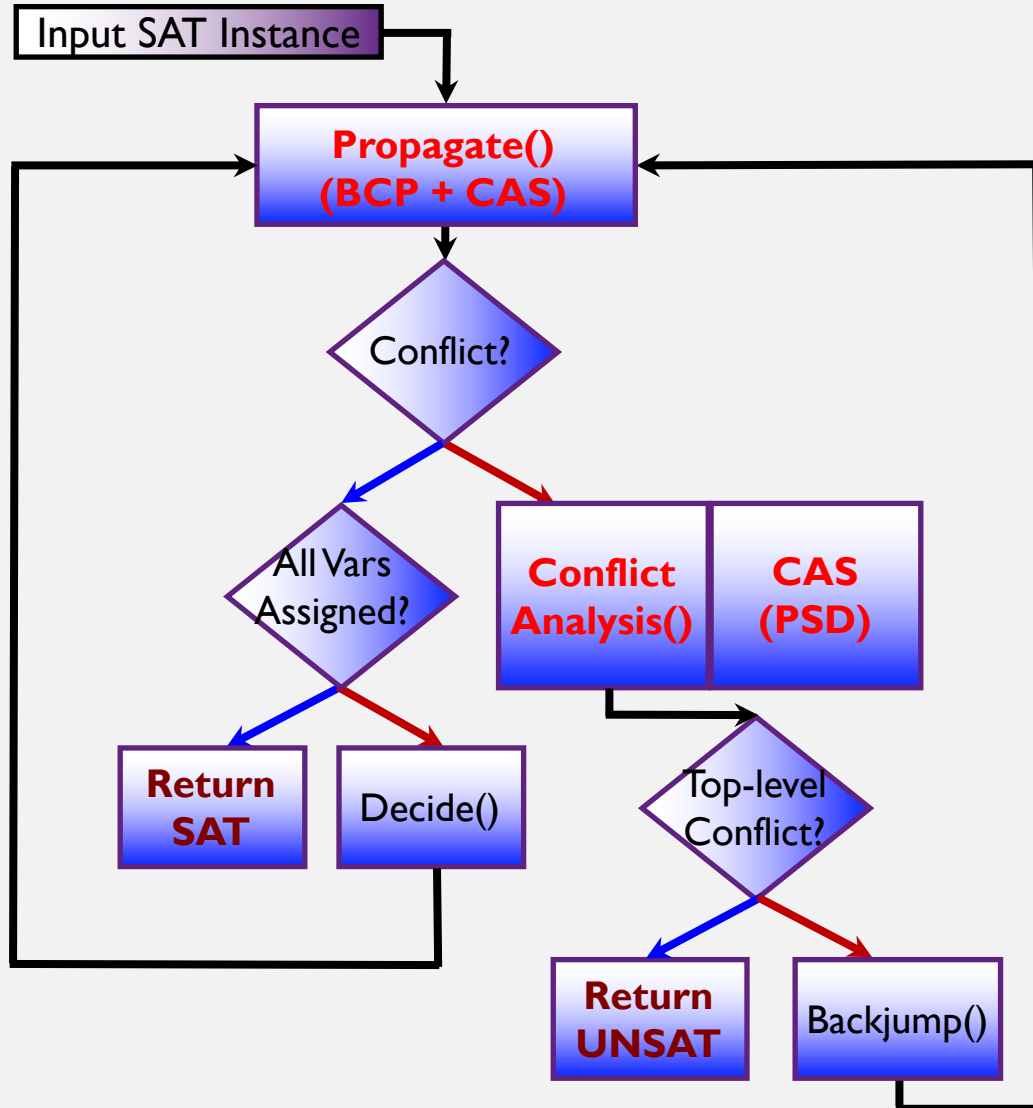 Input SAT Instance
Propagate()
(BCP + CAS)
Conflict?
All Vars
Assigned?
Conflict
Analysis()
CAS
(PSD)
Return
SAT
Decide()
Top-level
Conflict?
Return
UNSAT
Backjump()